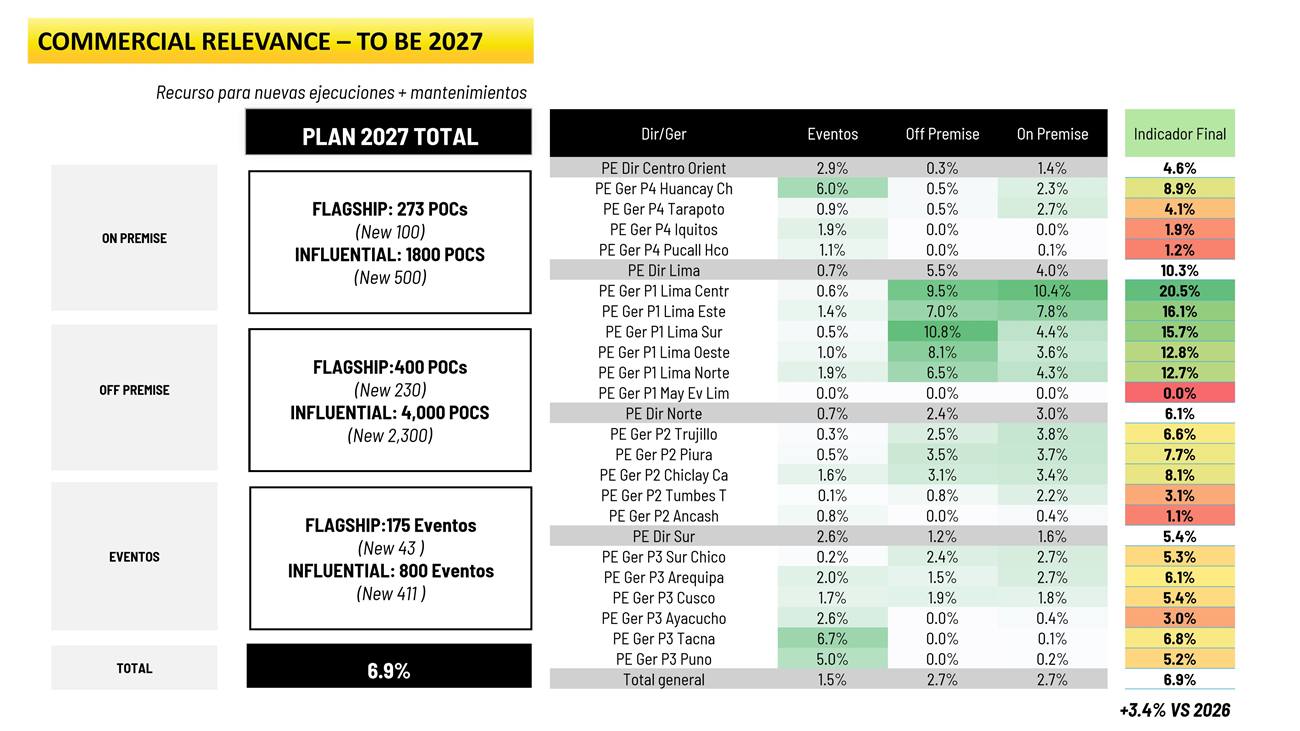 COMMERCIAL RELEVANCE – TO BE 2027
Recurso para nuevas ejecuciones + mantenimientos
PLAN 2027 TOTAL
ON PREMISE
FLAGSHIP: 273 POCs
(New 100)
INFLUENTIAL: 1800 POCS
(New 500)
OFF PREMISE
FLAGSHIP:400 POCs
(New 230)
INFLUENTIAL: 4,000 POCS
(New 2,300)
EVENTOS
FLAGSHIP:175 Eventos
(New 43 )
INFLUENTIAL: 800 Eventos
(New 411 )
TOTAL
6.9%
Dir/Ger Eventos Off Premise On Premise Indicador Final
PE Dir Centro Orient 2.9% 0.3% 1.4% 4.6%
PE Ger P4 Huancay Ch 6.0% 0.5% 2.3% 8.9%
PE Ger P4 Tarapoto 0.9% 0.5% 2.7% 4.1%
PE Ger P4 Iquitos 1.9% 0.0% 0.0% 1.9%
PE Ger P4 Pucall Hco 1.1% 0.0% 0.1% 1.2%
PE Dir Lima 0.7% 5.5% 4.0% 10.3%
PE Ger P1 Lima Centr 0.6% 9.5% 10.4% 20.5%
PE Ger P1 Lima Este 1.4% 7.0% 7.8% 16.1%
PE Ger P1 Lima Sur 0.5% 10.8% 4.4% 15.7%
PE Ger P1 Lima Oeste 1.0% 8.1% 3.6% 12.8%
PE Ger P1 Lima Norte 1.9% 6.5% 4.3% 12.7%
PE Ger P1 May Ev Lim 0.0% 0.0% 0.0% 0.0%
PE Dir Norte 0.7% 2.4% 3.0% 6.1%
PE Ger P2 Trujillo 0.3% 2.5% 3.8% 6.6%
PE Ger P2 Piura 0.5% 3.5% 3.7% 7.7%
PE Ger P2 Chiclay Ca 1.6% 3.1% 3.4% 8.1%
PE Ger P2 Tumbes T 0.1% 0.8% 2.2% 3.1%
PE Ger P2 Ancash 0.8% 0.0% 0.4% 1.1%
PE Dir Sur 2.6% 1.2% 1.6% 5.4%
PE Ger P3 Sur Chico 0.2% 2.4% 2.7% 5.3%
PE Ger P3 Arequipa 2.0% 1.5% 2.7% 6.1%
PE Ger P3 Cusco 1.7% 1.9% 1.8% 5.4%
PE Ger P3 Ayacucho 2.6% 0.0% 0.4% 3.0%
PE Ger P3 Tacna 6.7% 0.0% 0.1% 6.8%
PE Ger P3 Puno 5.0% 0.0% 0.2% 5.2%
Total general 1.5% 2.7% 2.7% 6.9%
+3.4% VS 2026